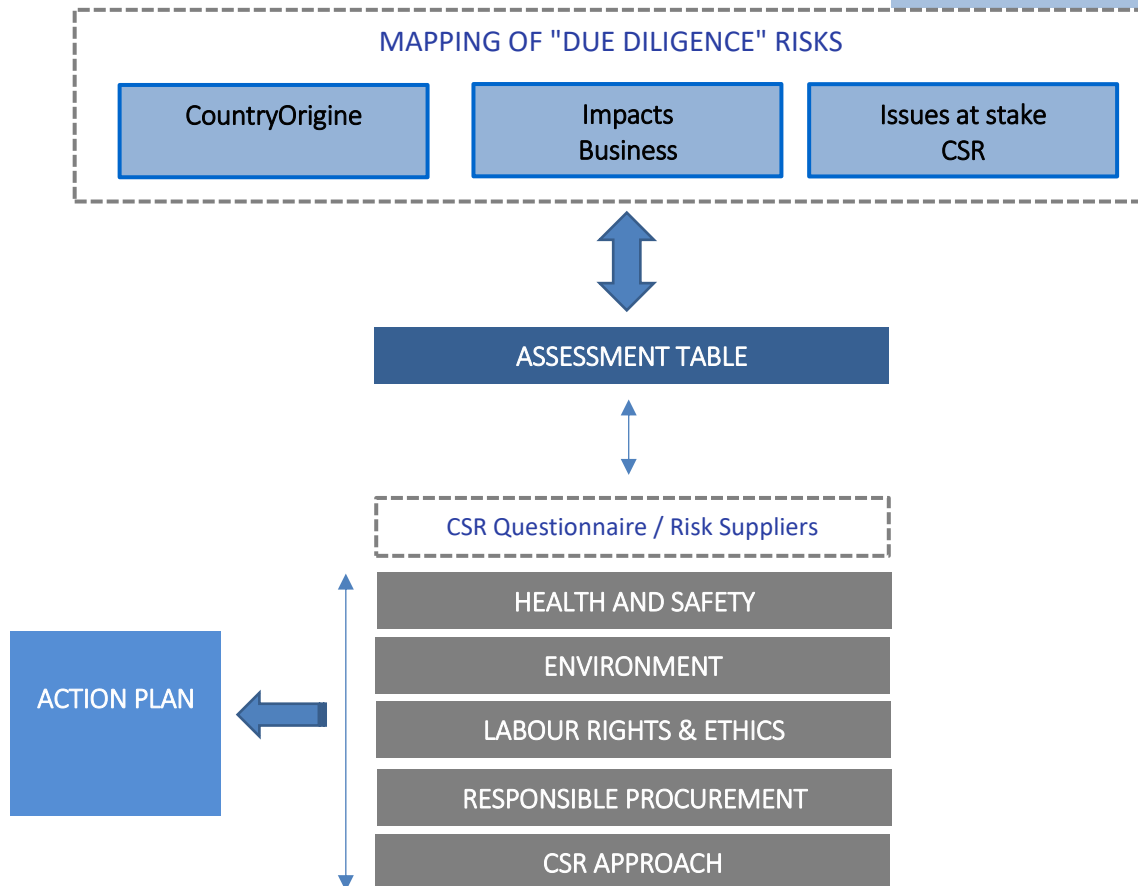 MAPPING OF "DUE DILIGENCE" RISKS
CountryOrigine
Impacts
Business
Issues at stake
CSR
ASSESSMENT TABLE
CSR Questionnaire / Risk Suppliers
HEALTH AND SAFETY
ENVIRONMENT
ACTION PLAN
LABOUR RIGHTS & ETHICS
RESPONSIBLE PROCUREMENT
CSR APPROACH